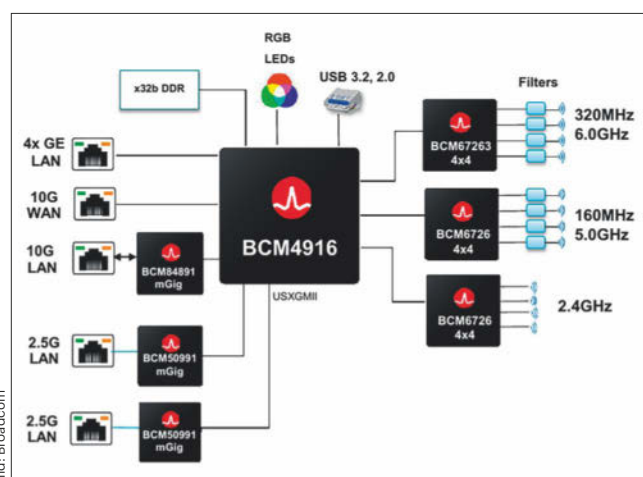 RGB
LEDs
USB 3.2, 2.0
Filters
x32b DDR
4x GE
LAN
10G
WAN
10G
LAN
2.5G
LAN
2.5G
LAN
BCM4916
BCM84891
mGig
USXGMII
BCM50991
mGig
BCM50991
mGig
BCM67263
4x4
320MHz
6.0GHz
BCM6726
4x4
160MHz
5.0GHz
BCM6726
4x4
2.4GHz
Broadcom